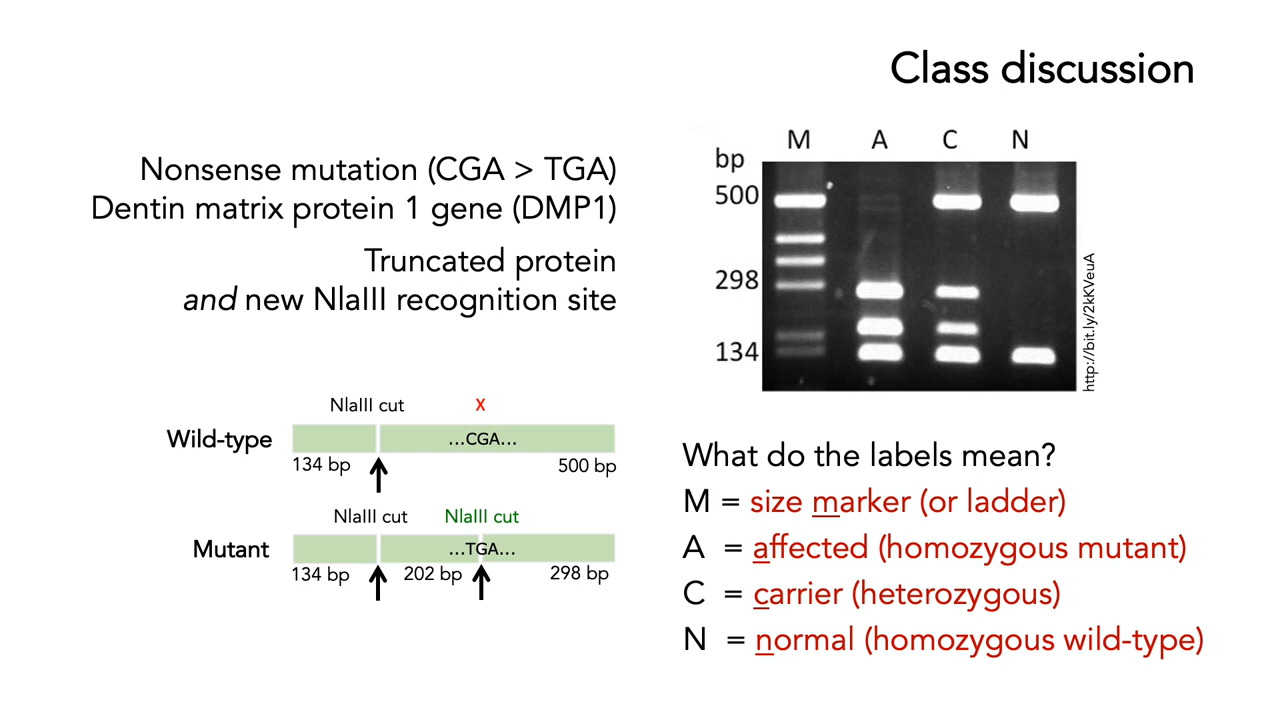 Class discussion
Nonsense mutation (CGA > TGA)
Dentin matrix protein 1 gene (DMP1)
Truncated protein
and new NlaIII recognition site
M A C N
bp
500
298
134
http://bit.ly/2kKVeuA
NlaIII cut X
Wild-type ...CGA...
134 bp 500 bp
NlaIII cut NlaIII cut
Mutant ...TGA...
134 bp 202 bp 298 bp
What do the labels mean?
M = size marker (or ladder)
A = affected (homozygous mutant)
C = carrier (heterozygous)
N = normal (homozygous wild-type)